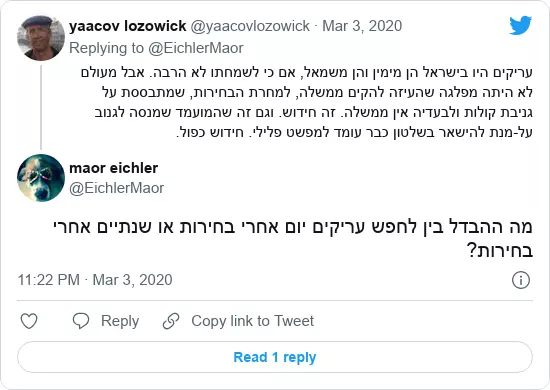 yaacov lozowick @yaacovlozowick · Mar 3, 2020
Replying to @EichlerMaor
עריקים היו בישראל הן מימין והן משמאל, אם כי לשמחתו לא הרבה. אבל מעולם
לא היתה מפלגה שהעיזה להקים ממשלה, למחרת הבחירות, שמתבססת על
גניבת קולות ולבעדיה אין ממשלה. זה חידוש. וגם זה שהמועמד שמנסה לגנוב
על-מנת להישאר בשלטון כבר עומד למפשט פלילי. חידוש כפול.
maor eichler
@EichlerMaor
מה ההבדל בין לחפש עריקים יום אחרי בחירות או שנתיים אחרי
בחירות?
11:22 PM · Mar 3, 2020
Reply
Copy link to Tweet
Read 1 reply